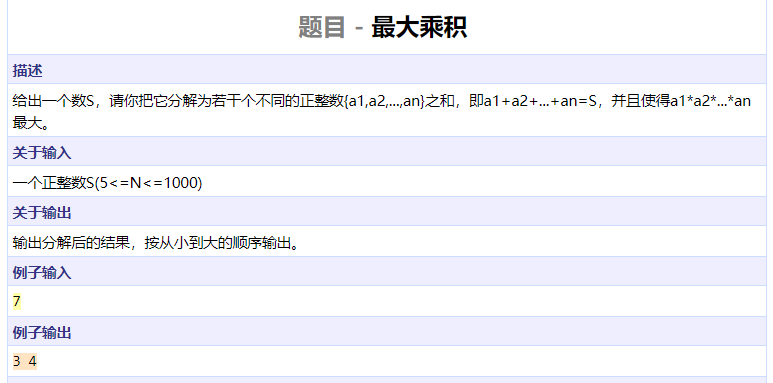 题目 - 最大乘积
描述
给出一个数S，请你把它分解为若干个不同的正整数{a1,a2,...,an}之和，即a1+a2+...+an=S，并且使得a1*a2*...*an
最大。
关于输入
一个正整数S(5<=N<=1000)
关于输出
输出分解后的结果，按从小到大的顺序输出。
例子输入
7
例子输出
3 4